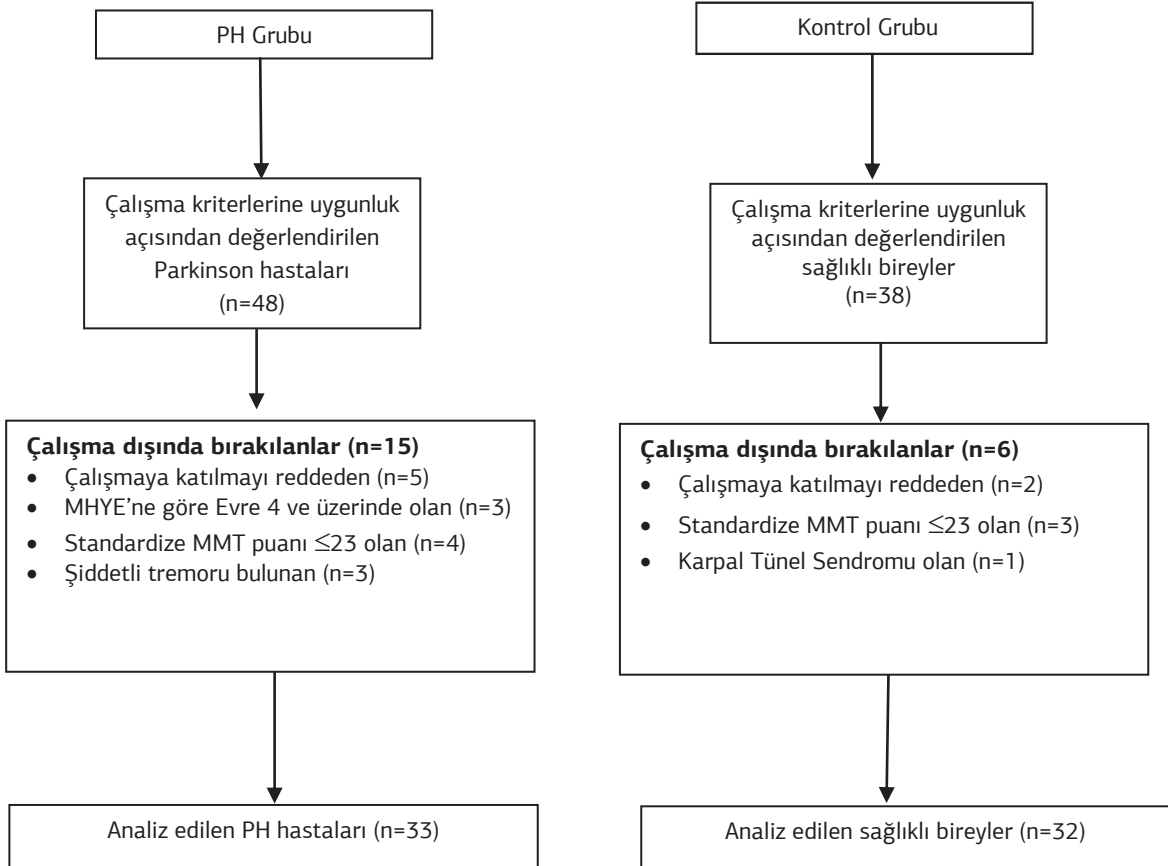 PH Grubu
Çalışma kriterlerine uygunluk
açısından değerlendirilen
Parkinson hastaları
(n=48)
Çalışma dışında bırakılanlar (n=15)
• Çalışmaya katılmayı reddeden (n=5)
• MHYE’ne göre Evre 4 ve üzerinde olan (n=3)
• Standardize MMT puanı ≤23 olan (n=4)
• Şiddetli tremoru bulunan (n=3)
Analiz edilen PH hastaları (n=33)
Kontrol Grubu
Çalışma kriterlerine uygunluk
açısından değerlendirilen
sağlıklı bireyler
(n=38)
Çalışma dışında bırakılanlar (n=6)
• Çalışmaya katılmayı reddeden (n=2)
• Standardize MMT puanı ≤23 olan (n=3)
• Karpal Tünel Sendromu olan (n=1)
Analiz edilen sağlıklı bireyler (n=32)